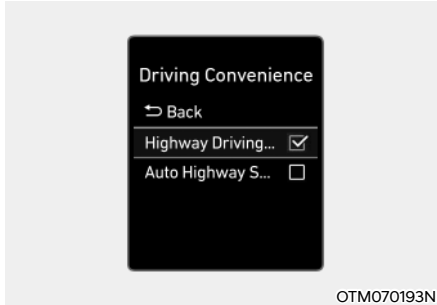 Driving Convenience
Back
Highway Driving...
Auto Highway S...
OTM070193N